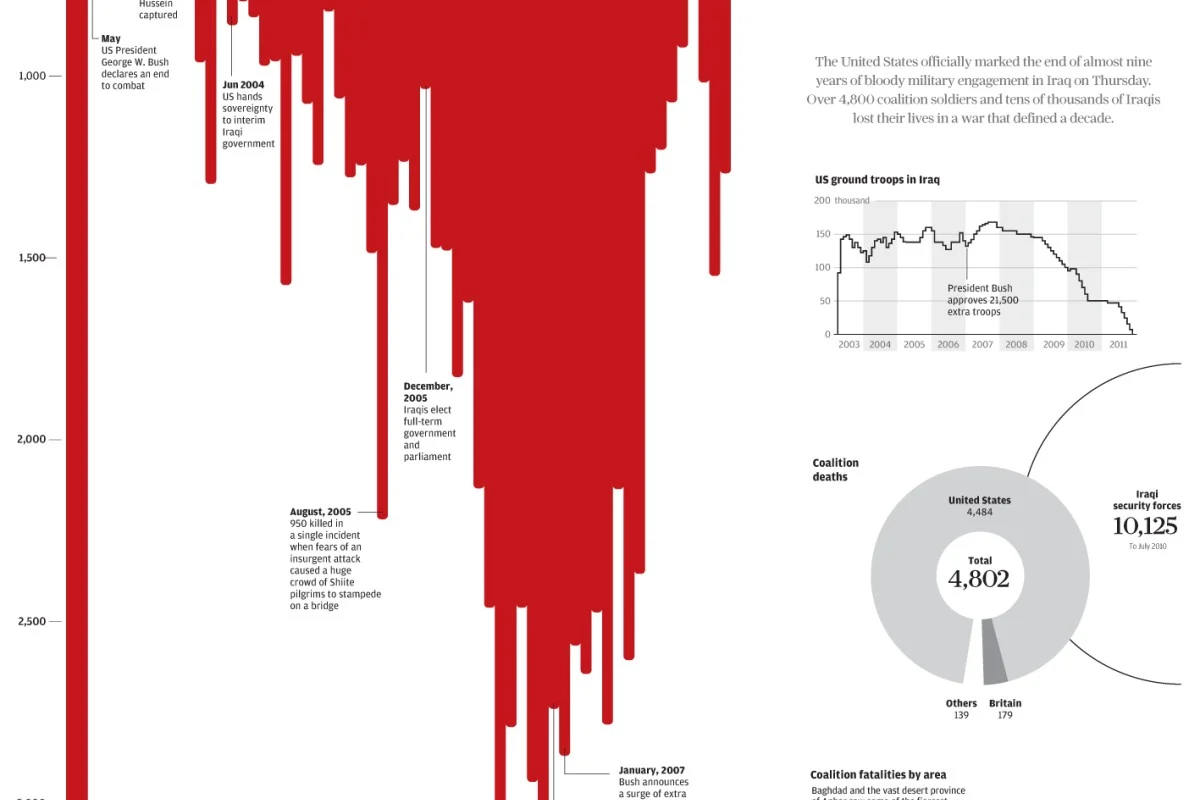 Hussein
captured
May
US President
George W. Bush
declares an end
to combat
1,000
Jun 2004
US hands
sovereignty
to interim
Iraqi
government
1,500
December,
2005
Iraqis elect
full-term
government
and
parliament
2,000
August, 2005
950 killed in
a single incident
when fears of an
insurgent attack
caused a huge
crowd of Shiite
pilgrims to stampede
on a bridge
2,500
January, 2007
Bush announces
a surge of extra
The United States officially marked the end of almost nine
years of bloody military engagement in Iraq on Thursday.
Over 4,800 coalition soldiers and tens of thousands of Iraqis
lost their lives in a war that defined a decade.
US ground troops in Iraq
200 thousand
150
100
50
0
President Bush
approves 21,500
extra troops
2003 2004 2005 2006 2007 2008 2009 2010 2011
Coalition
deaths
United States
4,484
Total
4,802
Others
139
Britain
179
Iraqi
security forces
10,125
To July 2010
Coalition fatalities by area
Baghdad and the vast desert province